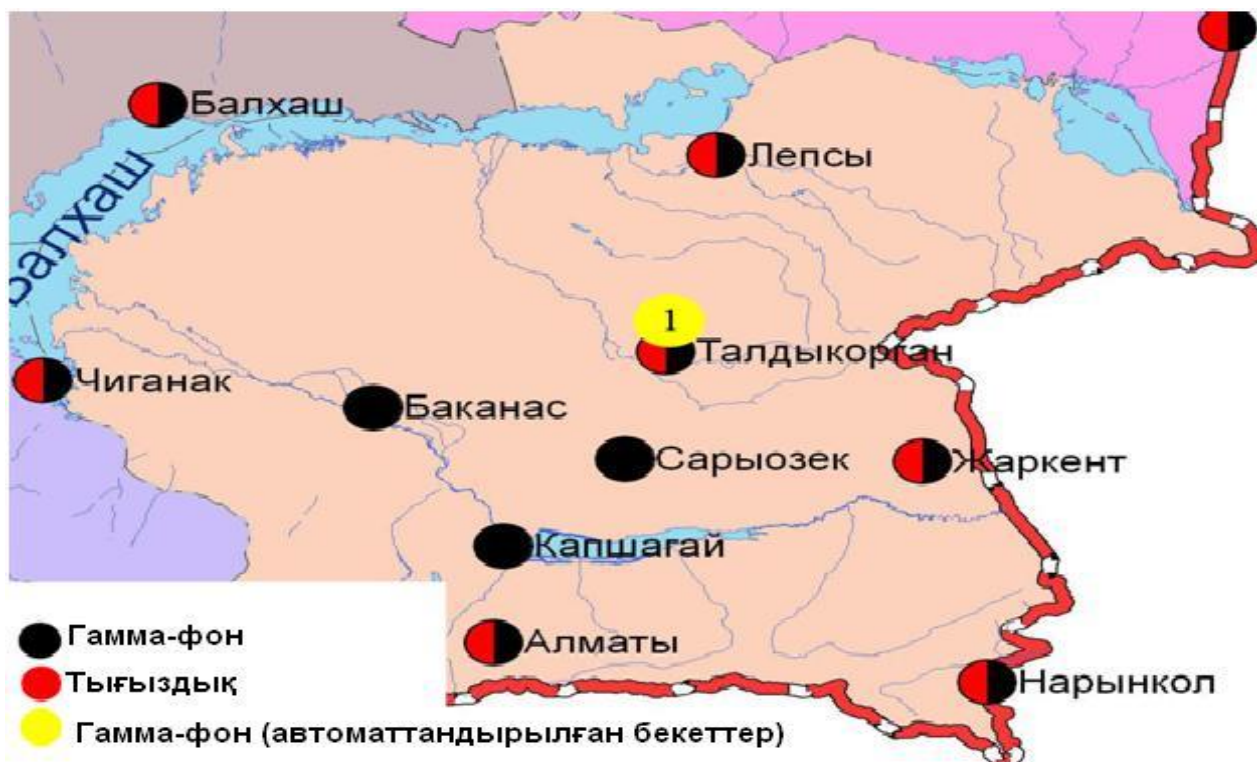 Балхаш
Лепсы
Балхаш
1
Талдыкорган
Чиганак
Баканас
Сарыозек
Жаркент
Капшагай
Гамма-фон
Алматы
Тығыздық
Нарынкол
Гамма-фон (автоматтандырылған бекеттер)